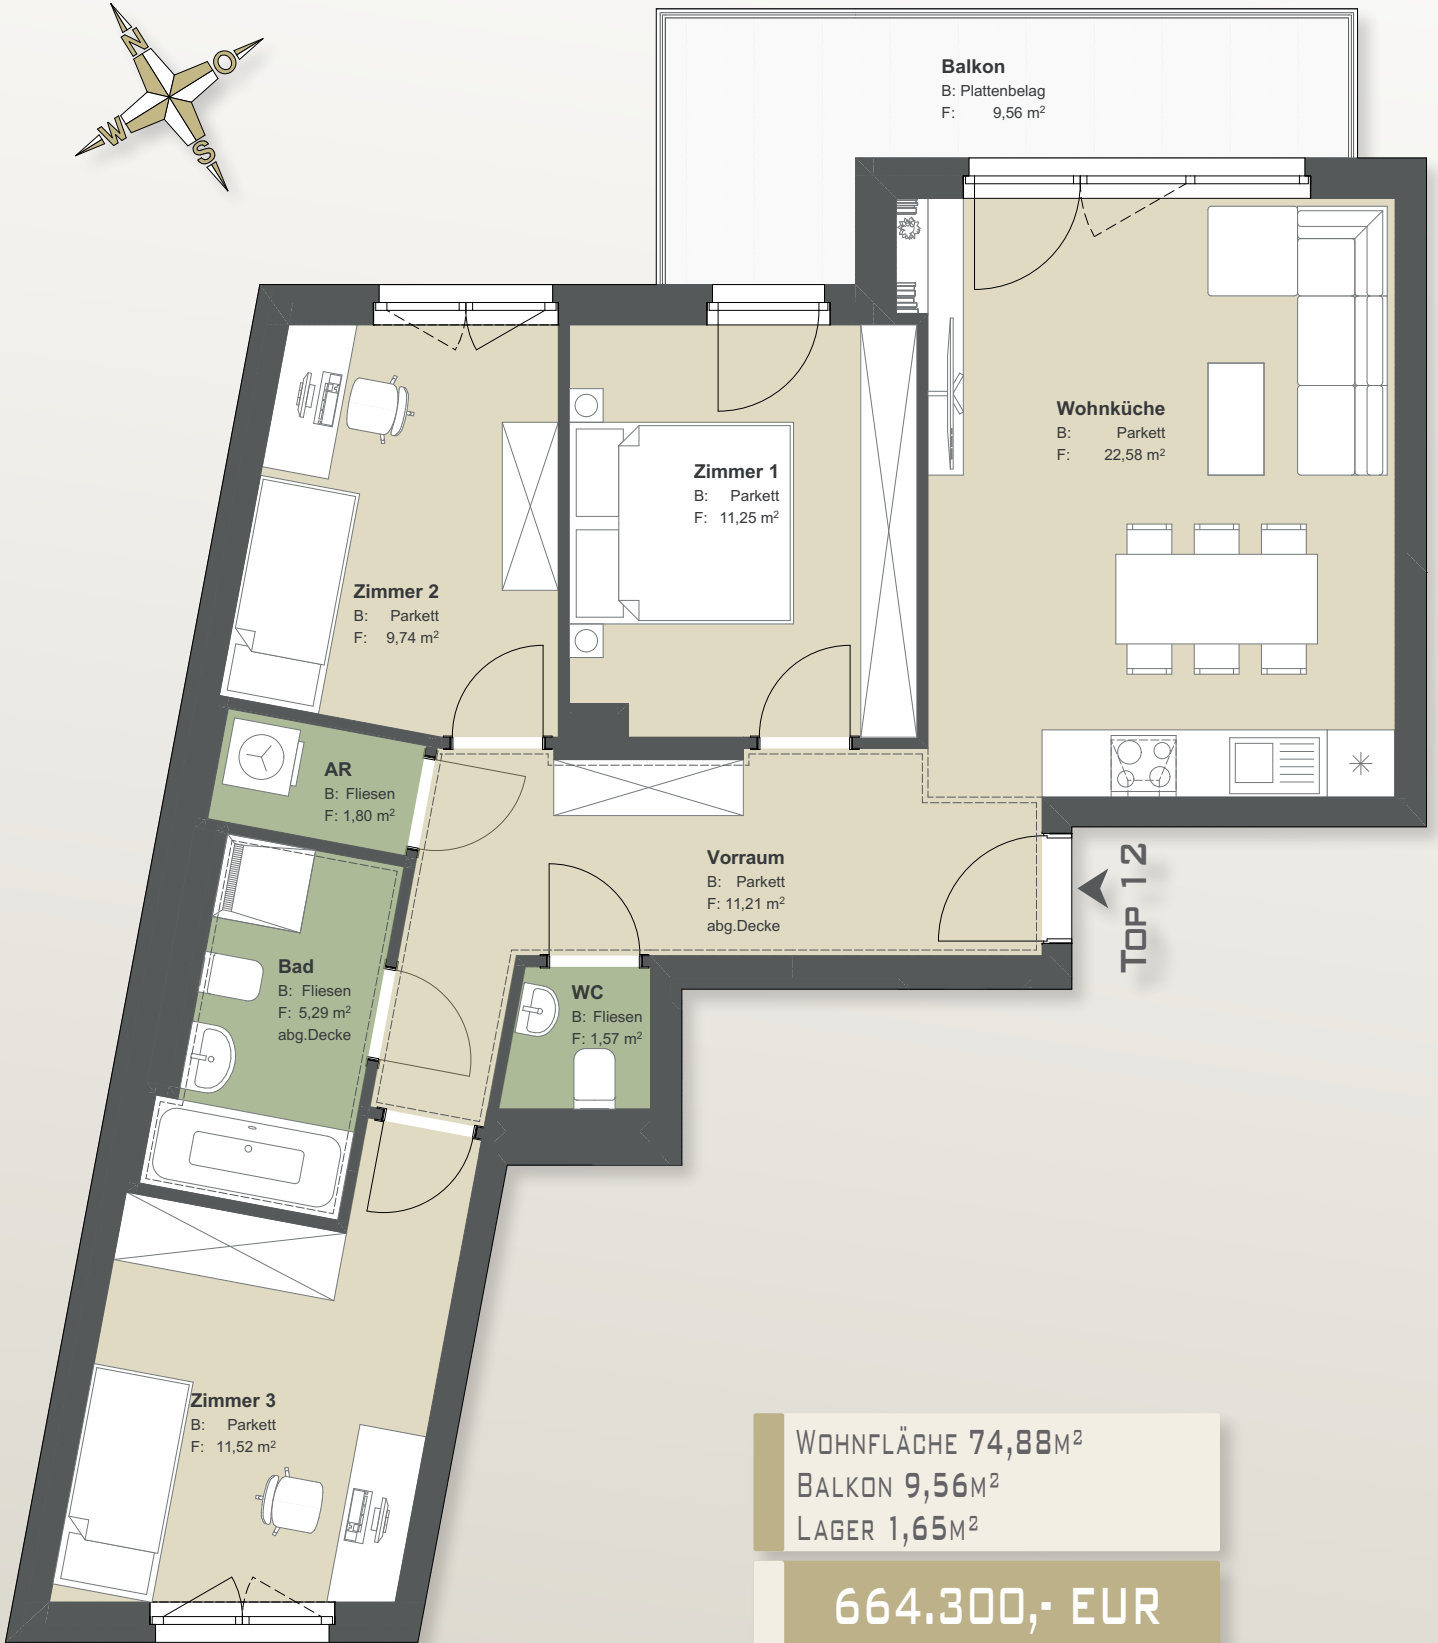 N
O
W
S
Balkon
B: Plattenbelag
F: 9,56 m²
Wohnküche
B: Parkett
F: 22,58 m²
Zimmer 1
B: Parkett
F: 11,25 m²
Zimmer 2
B: Parkett
F: 9,74 m²
AR
B: Fliesen
F: 1,80 m²
Vorraum
B: Parkett
F: 11,21 m²
abg.Decke
TOP 12
Bad
B: Fliesen
F: 5,29 m²
abg.Decke
WC
B: Fliesen
F: 1,57 m²
Zimmer 3
B: Parkett
F: 11,52 m²
WOHNFLÄCHE 74,88M²
BALKON 9,56M²
LAGER 1,65M²
664.300,- EUR